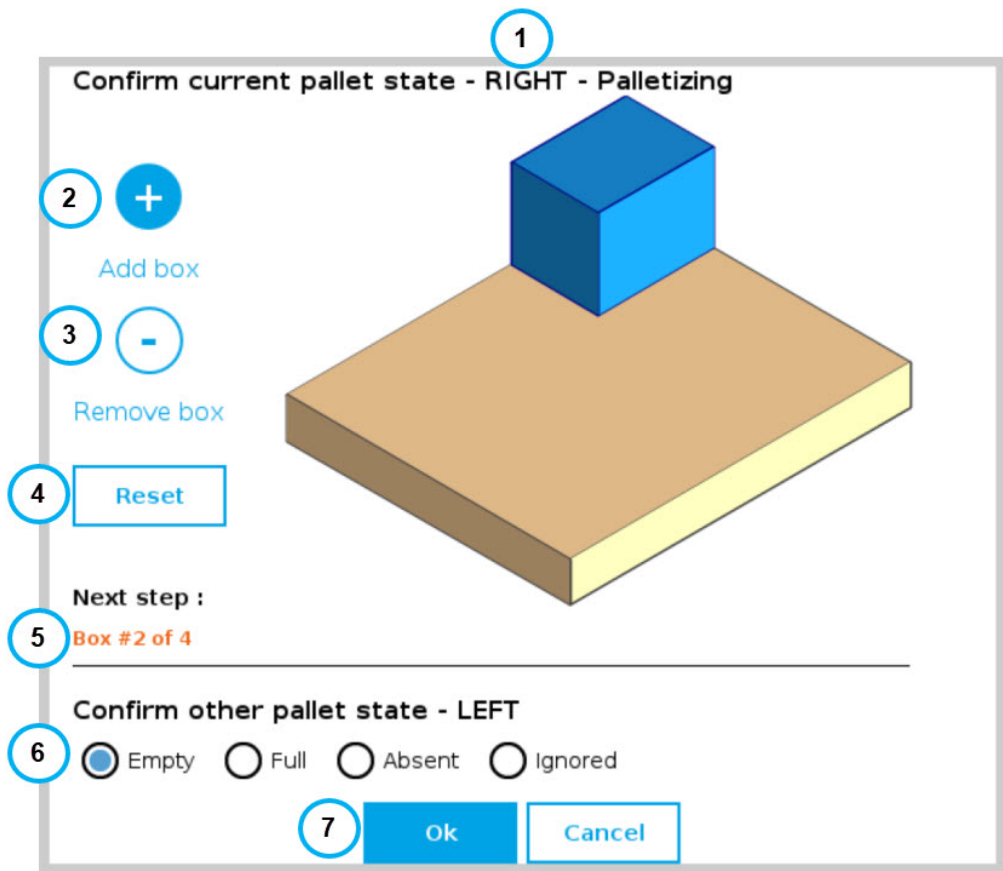 1
Confirm current pallet state - RIGHT - Palletizing
2
+
Add box
3
-
Remove box
4
Reset
Next step :
5
Box #2 of 4
Confirm other pallet state - LEFT
6
Empty Full Absent Ignored
7
Ok Cancel